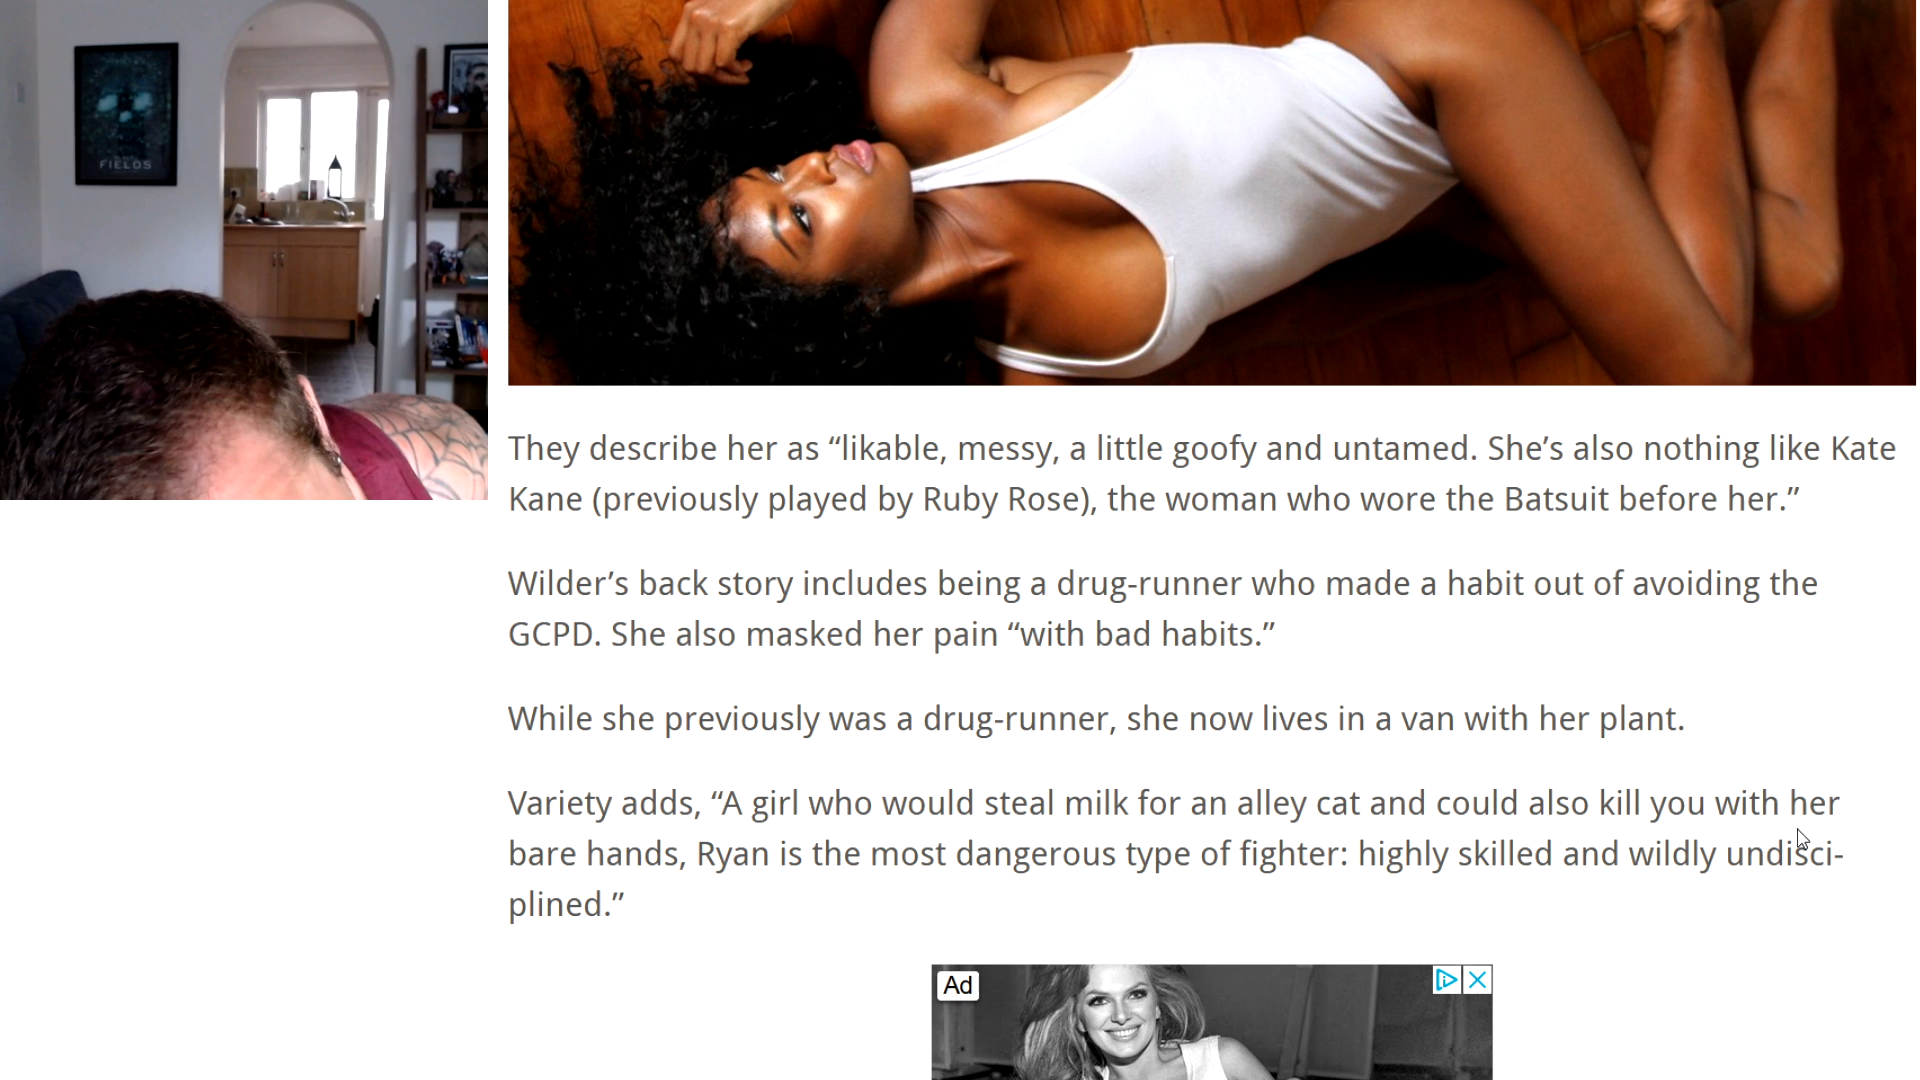 FIELDS
They describe her as “likable, messy, a little goofy and untamed. She’s also nothing like Kate
Kane (previously played by Ruby Rose), the woman who wore the Batsuit before her.”
Wilder’s back story includes being a drug-runner who made a habit out of avoiding the
GCPD. She also masked her pain “with bad habits.”
While she previously was a drug-runner, she now lives in a van with her plant.
Variety adds, “A girl who would steal milk for an alley cat and could also kill you with her
bare hands, Ryan is the most dangerous type of fighter: highly skilled and wildly undisci-
plined.”
Ad